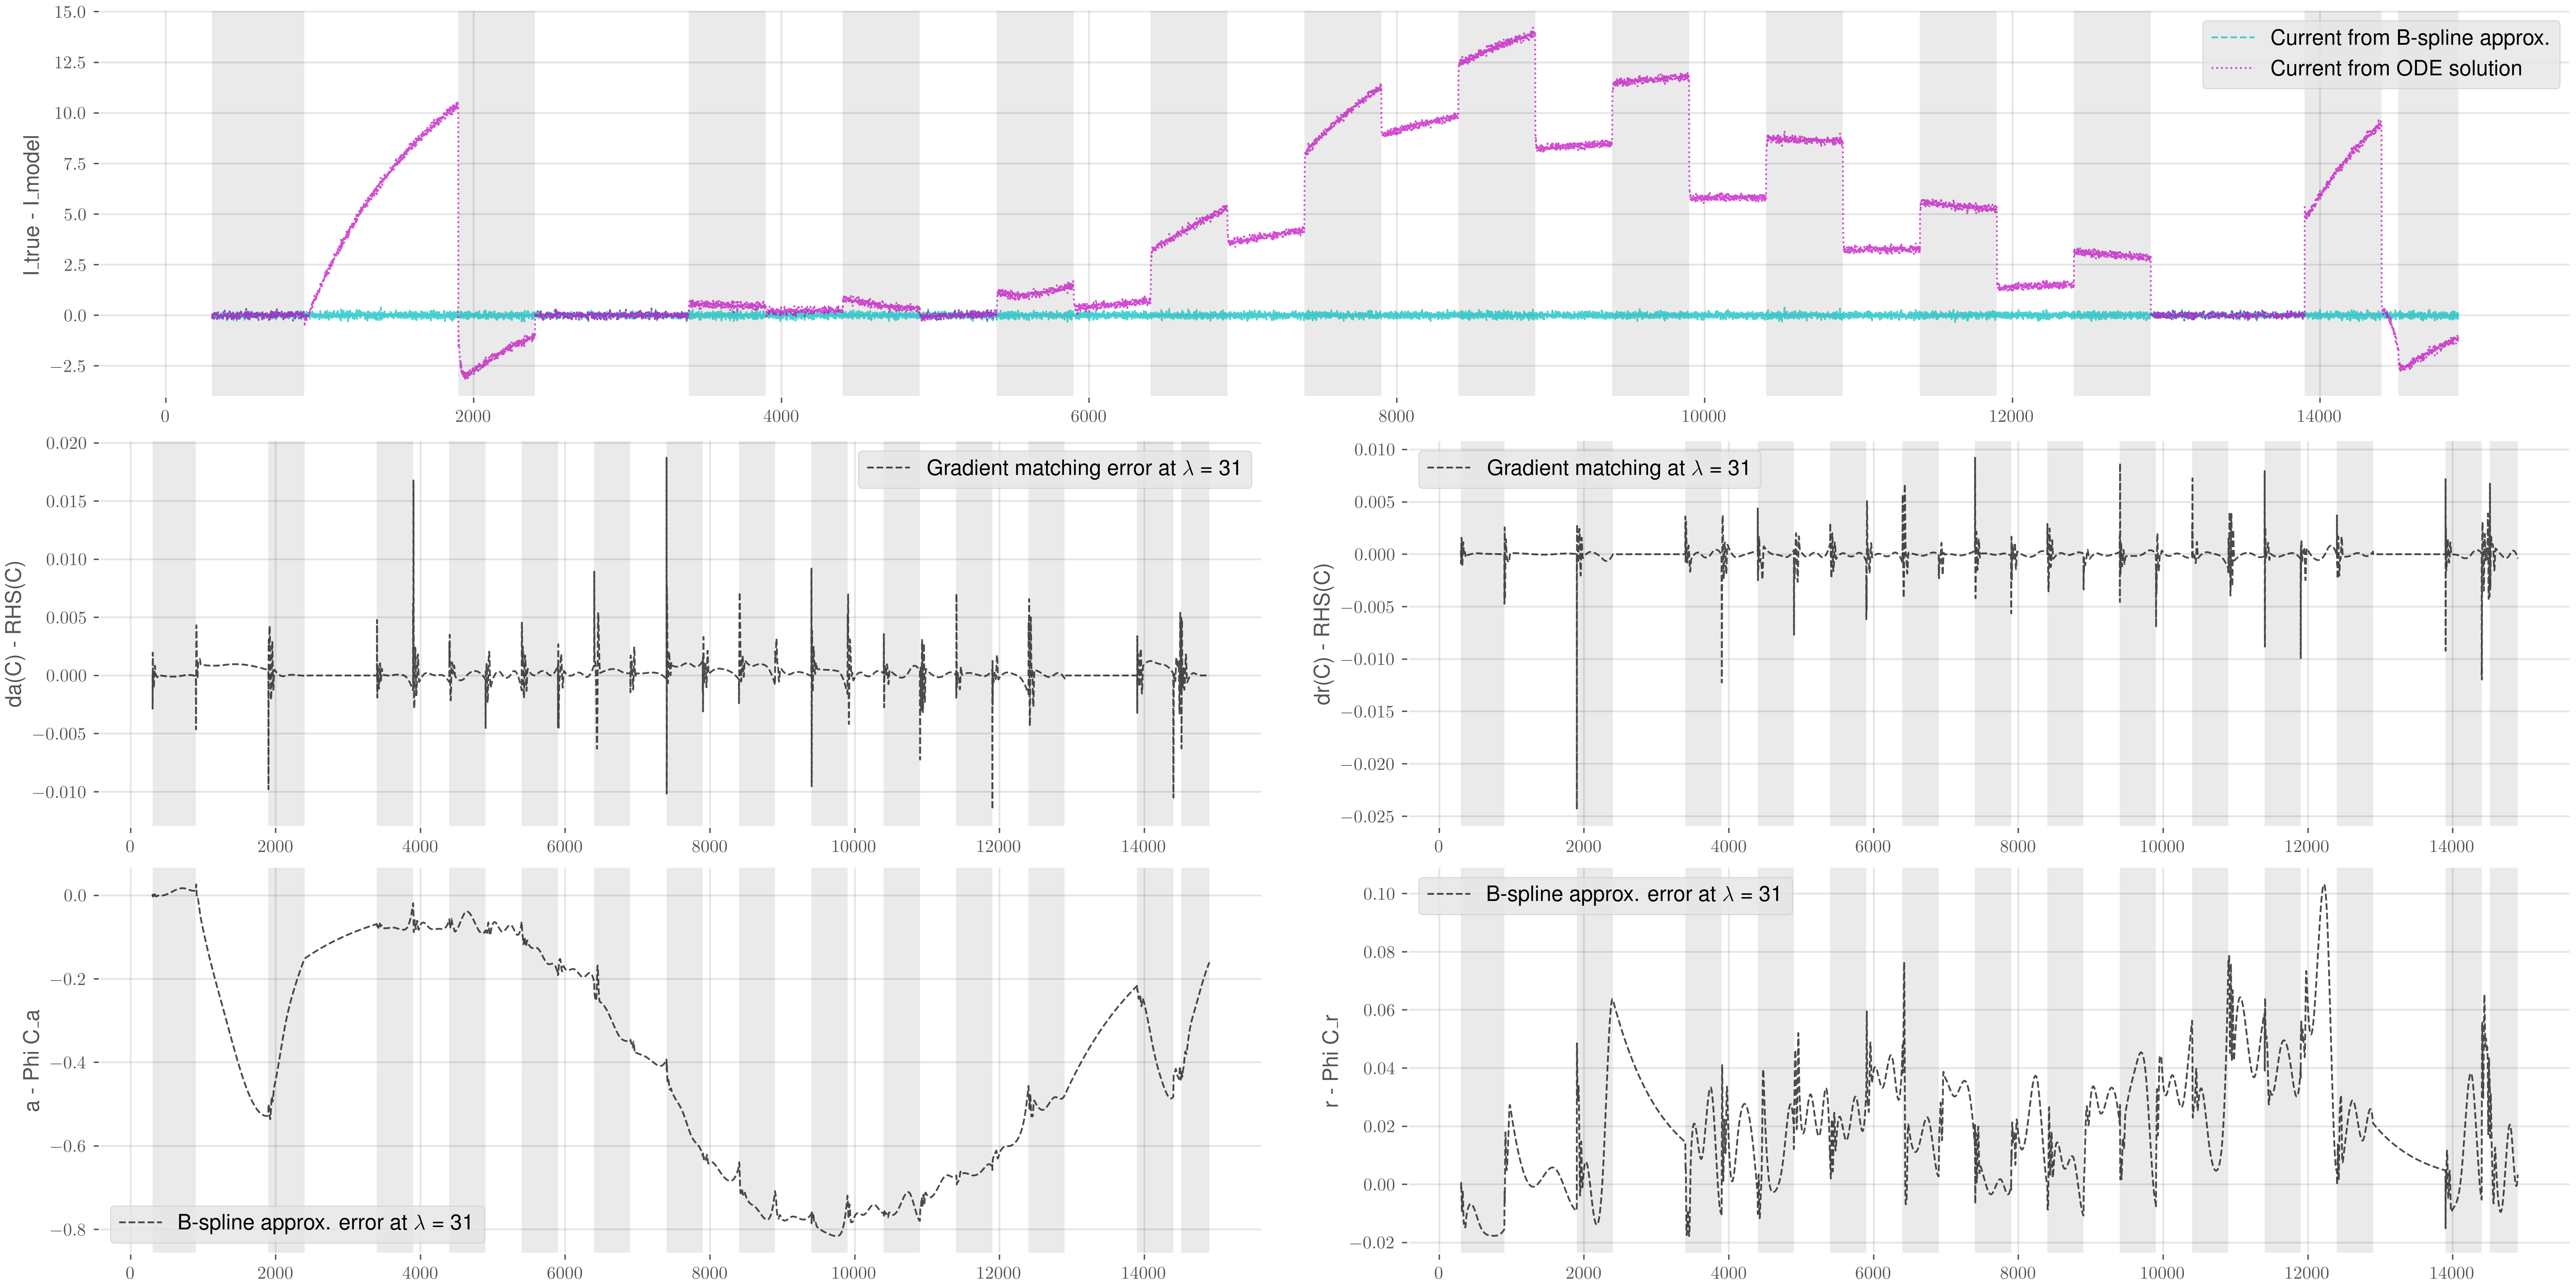 15.0
12.5
10.0
7.5
5.0
2.5
0.0
−2.5
I_true - I_model
Current from B-spline approx.
Current from ODE solution
0 2000 4000 6000 8000 10000 12000 14000
0.020
0.015
0.010
0.005
0.000
−0.005
−0.010
da(C) - RHS(C)
Gradient matching error at λ = 31
0 2000 4000 6000 8000 10000 12000 14000
0.010
0.005
0.000
−0.005
−0.010
−0.015
−0.020
−0.025
dr(C) - RHS(C)
Gradient matching at λ = 31
0 2000 4000 6000 8000 10000 12000 14000
0.0
−0.2
−0.4
−0.6
−0.8
a - Phi C_a
B-spline approx. error at λ = 31
0 2000 4000 6000 8000 10000 12000 14000
0.10
0.08
0.06
0.04
0.02
0.00
−0.02
r - Phi C_r
B-spline approx. error at λ = 31
0 2000 4000 6000 8000 10000 12000 14000